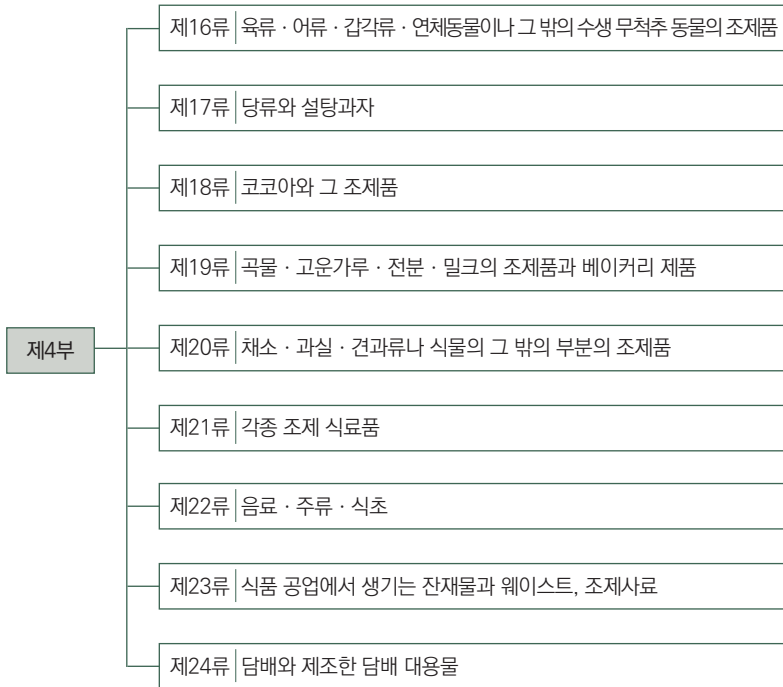 제16류 육류 · 어류 · 갑각류 · 연체동물이나 그 밖의 수생 무척추 동물의 조제품
제17류 당류와 설탕과자
제18류 코코아와 그 조제품
제19류 곡물 · 고운가루 · 전분 · 밀크의 조제품과 베이커리 제품
제4부
제20류 채소 · 과실 · 견과류나 식물의 그 밖의 부분의 조제품
제21류 각종 조제 식료품
제22류 음료 · 주류 · 식초
제23류 식품 공업에서 생기는 잔재물과 웨이스트, 조제사료
제24류 담배와 제조한 담배 대용물